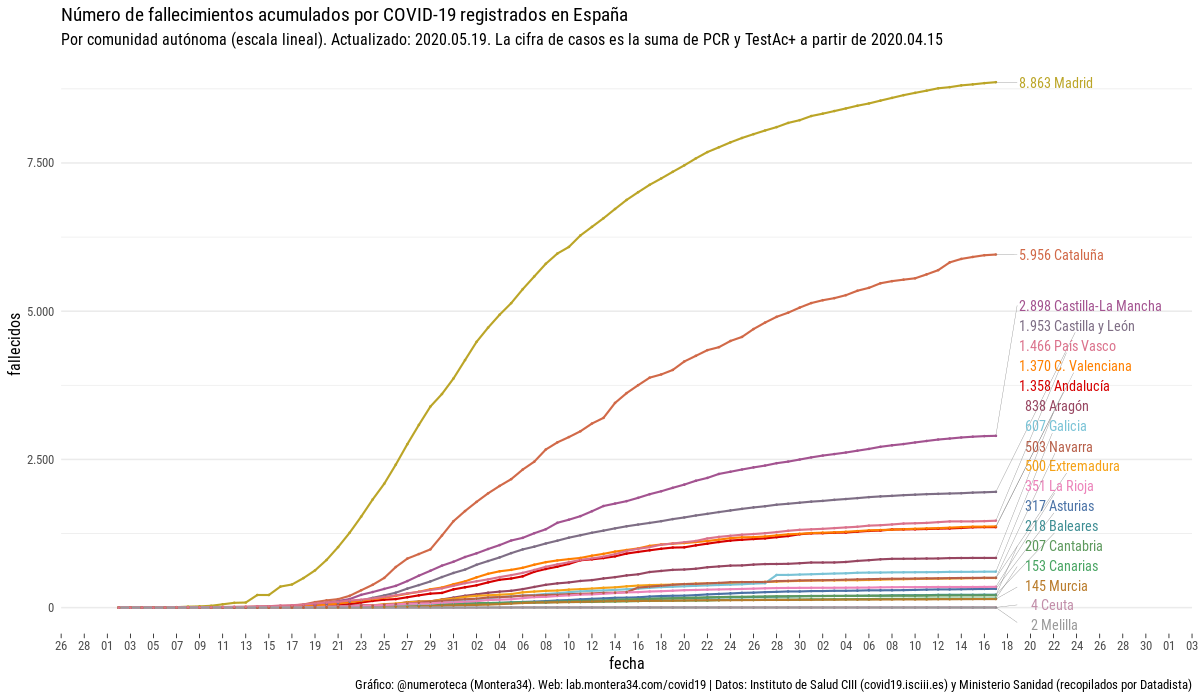 Número de fallecimientos acumulados por COVID-19 registrados en España
Por comunidad autónoma (escala lineal). Actualizado: 2020.05.19. La cifra de casos es la suma de PCR y TestAc+ a partir de 2020.04.15
8.863 Madrid
7.500
5.956 Cataluña
5.000
2.898 Castilla-La Mancha
1.953 Castilla y León
1.466 País Vasco
1.370 C. Valenciana
1.358 Andalucía
838 Aragón
607 Galicia
503 Navarra
2.500
500 Extremadura
351 La Rioja
317 Asturias
218 Baleares
207 Cantabria
153 Canarias
145 Murcia
0
4 Ceuta
2 Melilla
fallecidos
26 28 01 03 05 07 09 11 13 15 17 19 21 23 25 27 29 31 02 04 06 08 10 12 14 16 18 20 22 24 26 28 30 02 04 06 08 10 12 14 16 18 20 22 24 26 28 30 01 03
fecha
Gráfico: @numeroteca (Montera34). Web: lab.montera34.com/covid19 | Datos: Instituto de Salud CIII (covid19.isciii.es) y Ministerio Sanidad (recopilados por Datadista)